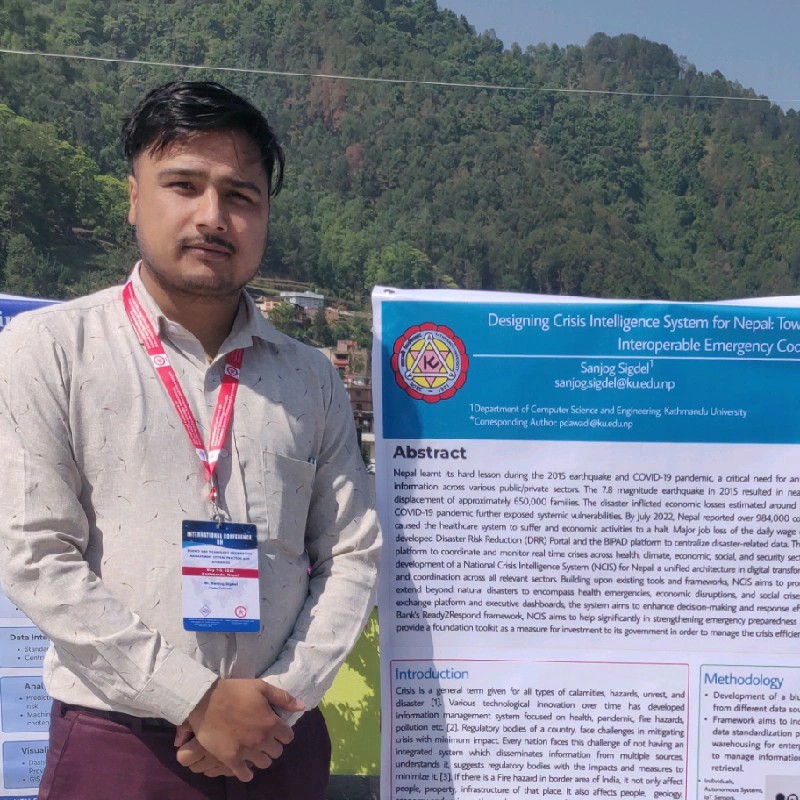 Designing Crisis Intelligence System for Nepal: Tow
Interoperable Emergency Coo
Sanjog Sigdel1
sanjog.sigdel@ku.edu.np
1Department of Computer Science and Engineering, Kathmandu University
*Corresponding Author: pcawad@ku.edu.np
Abstract
Nepal learnt its hard lesson during the 2015 earthquake and COVID-19 pandemic, a critical need for an
information across various public/private sectors. The 7.8 magnitude earthquake in 2015 resulted in nea
displacement of approximately 650,000 families. The disaster inflicted economic losses estimated around
COVID-19 pandemic further exposed systemic vulnerabilities. By july 2022, Nepal reported over 984,000 co
caused the healthcare system to suffer and economic activities to a halt. Major job loss of the daily wage
developed Disaster Risk Reduction (DRR) Portal and the BIPAD platform to centralize disaster-related data. Th
platform to coordinate and monitor real time crises across health, climate, economic, social, and security sect
development of a National Crisis Intelligence System (NCIS) for Nepal a unified architecture in digital transfor
and coordination across all relevant sectors. Building upon existing tools and frameworks, NCIS aims to pro
extend beyond natural disasters to encompass health emergencies, economic disruptions, and social crise
exchange platform and executive dashboards, the system aims to enhance decision-making and response ef
Bank's Ready2Respond framework, NCIS aims to help significantly in strengthening emergency preparedness
provide a foundation toolkit as a measure for investment to its government in order to manage the crisis efficien
Introduction
Crisis is a general term given for all types of calamities, hazards, unrest, and
disaster [1]. Various technological innovation over time has developed
information management system focused on health, pandemic, fire hazards,
pollution etc. [2]. Regulatory bodies of a country, face challenges in mitigating
crisis with minimum impact. Every nation faces this challenge of not having an
integrated system which disseminates information from multiple sources,
understands it, suggests regulatory bodies with the impacts and measures to
minimize it. [3]. If there is a Fire hazard in border area of India, it not only affect
people, property, infrastructure of that place. It also affects people, geology,
Methodology
• Development of a blu
from different data sou
• Framework aims to inc
data standardization p
warehousing for enterp
to manage information
retrieval.
• Individuals,
Autonomous Systems,
INTERNATIONAL CONFERENCE
Data Inte
• Stand
• Centr
Anal
• Predict
risk
• Machin
Visuali